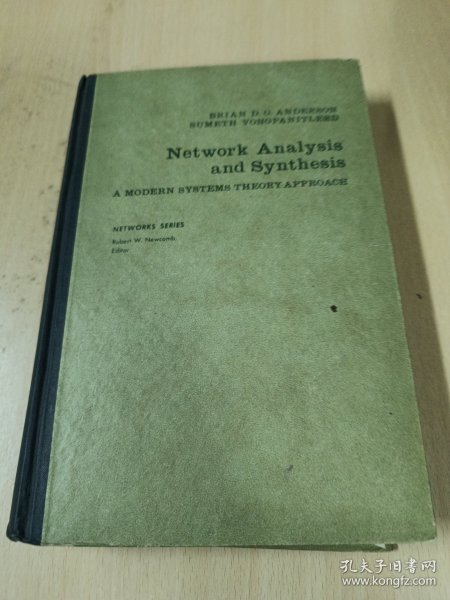 BRIAN D. O. ANDERSON
SUMETH VONGPANITLERD
Network Analysis
and Synthesis
A MODERN SYSTEMS THEORY APPROACH
NETWORKS SERIES
Robert W. Newcomb,
Editor
孔夫子旧书网
www.kongfz.com